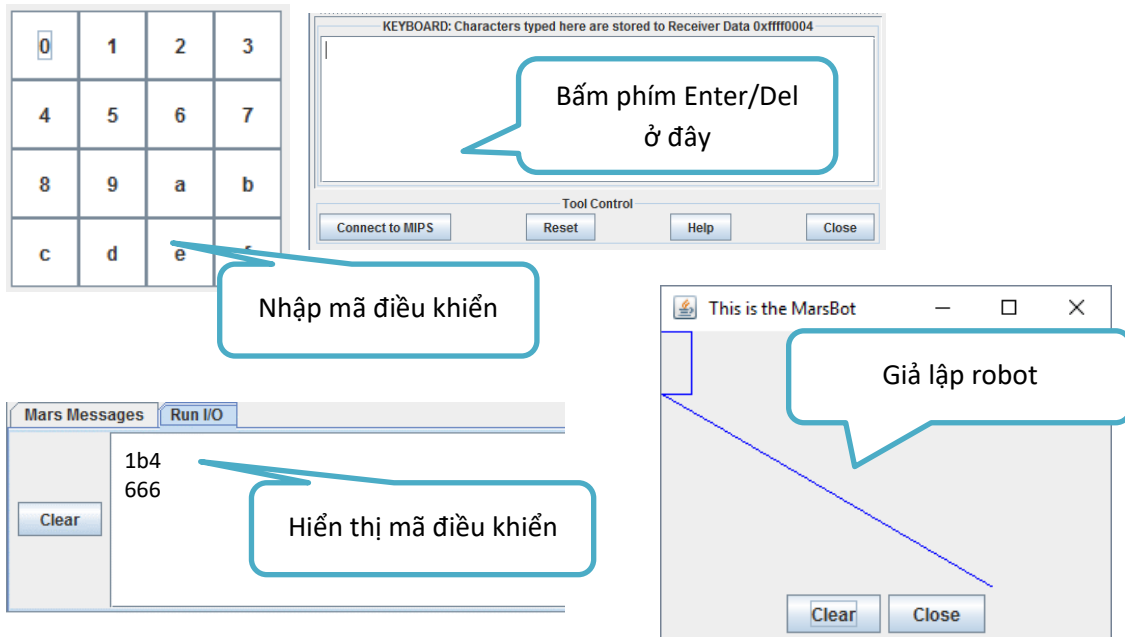 0 1 2 3
4 5 6 7
8 9 a b
c d e
KEYBOARD: Characters typed here are stored to Receiver Data 0xffff0004
Bấm phím Enter/Del
ở đây
Tool Control
Connect to MIPS Reset Help Close
Nhập mã điều khiển
This is the MarsBot
Giả lập robot
Clear Close
Mars Messages Run I/O
1b4
666
Clear
Hiển thị mã điều khiển